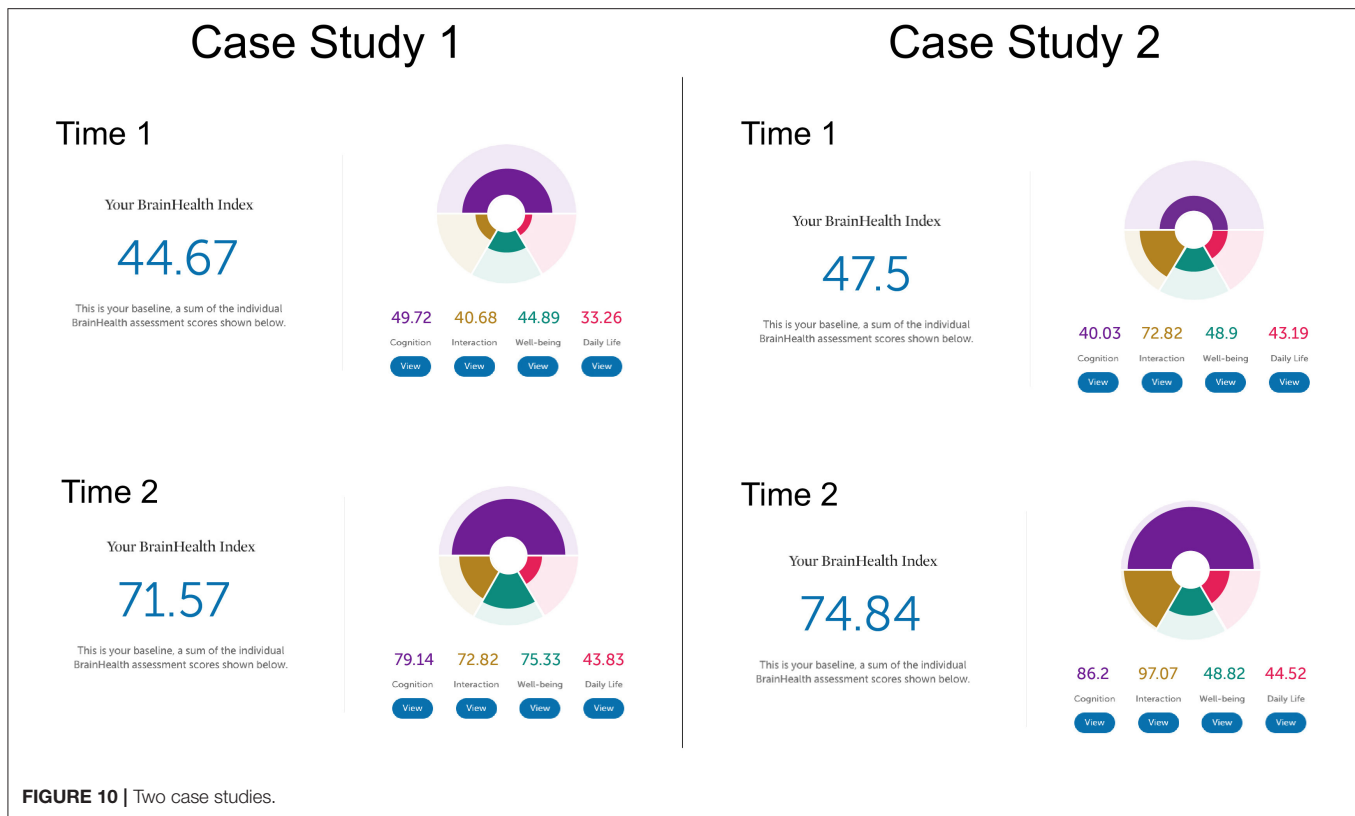 Case Study 1
Time 1
Your BrainHealth Index
44.67
This is your baseline, a sum of the individual
BrainHealth assessment scores shown below.
49.72 40.68 44.89 33.26
Cognition Interaction Well-being Daily Life
View View View View
Time 2
Your BrainHealth Index
71.57
This is your baseline, a sum of the individual
BrainHealth assessment scores shown below.
79.14 72.82 75.33 43.83
Cognition Interaction Well-being Daily Life
View View View View
Case Study 2
Time 1
Your BrainHealth Index
47.5
This is your baseline, a sum of the individual
BrainHealth assessment scores shown below.
40.03 72.82 48.9 43.19
Cognition Interaction Well-being Daily Life
View View View View
Time 2
Your BrainHealth Index
74.84
This is your baseline, a sum of the individual
BrainHealth assessment scores shown below.
86.2 97.07 48.82 44.52
Cognition Interaction Well-being Daily Life
View View View View
FIGURE 10 | Two case studies.